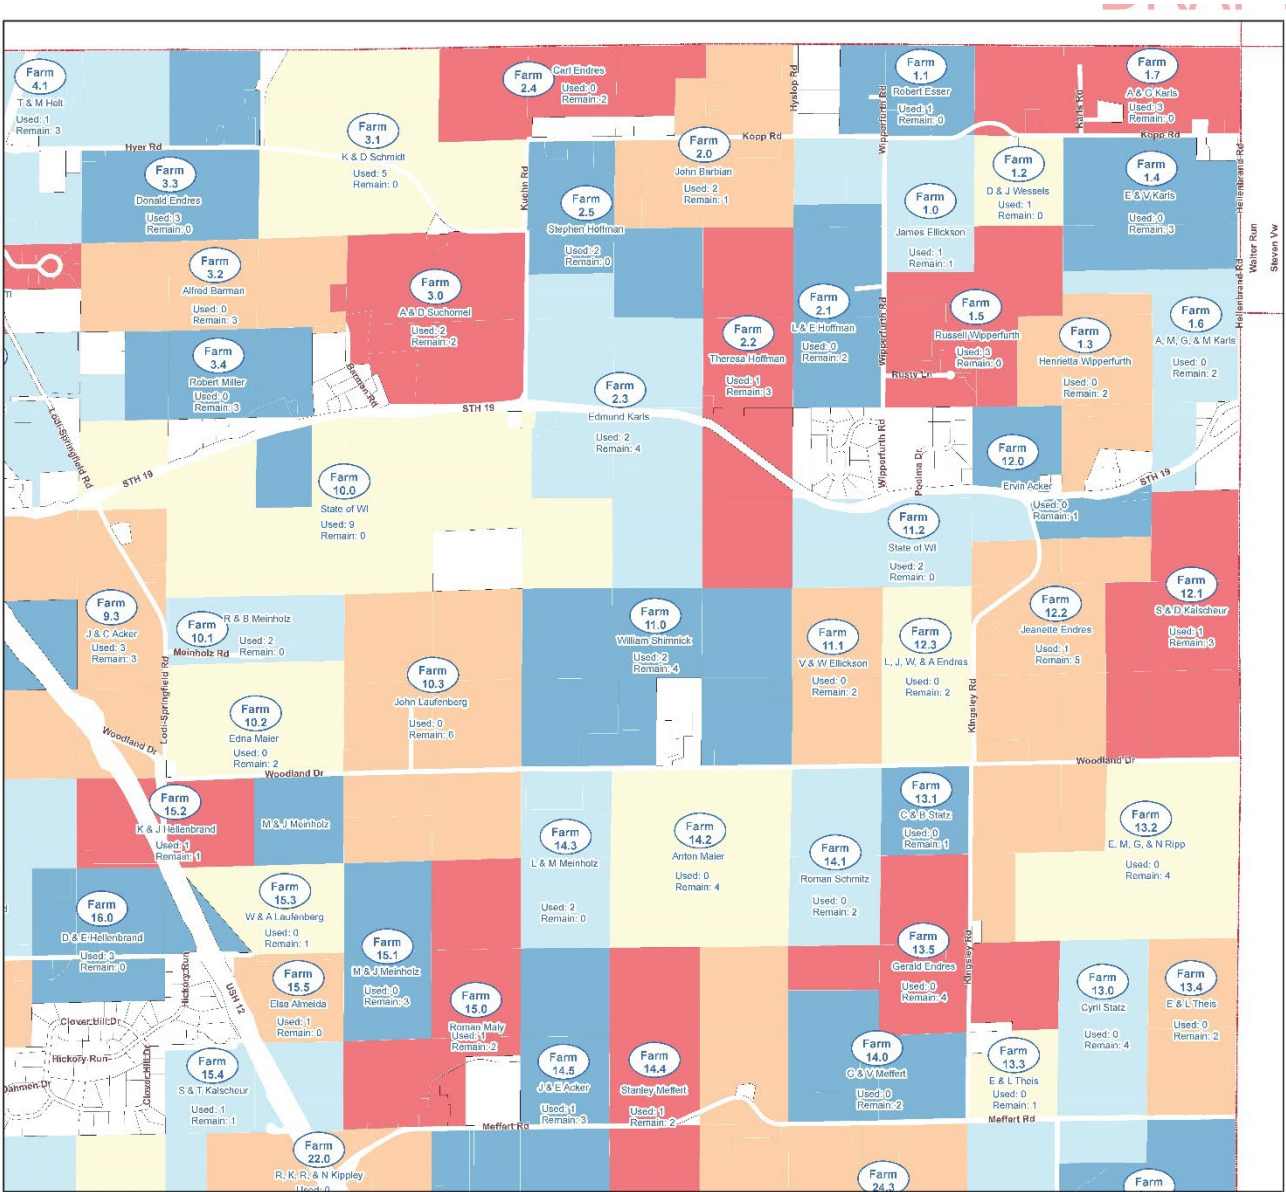 Farm
4.1
T & M Holt
Used: 1
Remain: 3
Hyer Rd
Farm
3.3
Donald Endres
Used: 3
Remain: 0
Farm
3.1
K & D Schmidt
Used: 5
Remain: 0
Farm
2.4
Carl Endres
Used: 0
Remain: 2
Kuehn Rd
Farm
2.5
Stephen Hoffman
Used: 2
Remain: 0
Farm
2.0
John Barbian
Used: 2
Remain: 1
Kopp Rd
Hyslop Rd
Farm
1.1
Robert Esser
Used: 1
Remain: 0
Wipperfurth Rd
Farm
1.7
A & G Karls
Used: 3
Remain: 0
Karls Rd
Kopp Rd
Farm
1.2
D & J Wessels
Used: 1
Remain: 0
Farm
1.4
E & V Karls
Used: 0
Remain: 3
Hellenbrand Rd
Hellenbrand Rd
Walter Run
Steven Vw
Farm
1.0
James Ellickson
Used: 1
Remain: 1
Farm
3.2
Alfred Barman
Used: 0
Remain: 3
Farm
3.0
A & D Suchomel
Used: 2
Remain: 2
Farm
3.4
Robert Miller
Used: 0
Remain: 3
Barman Rd
STH 19
Farm
2.2
Theresa Hoffman
Used: 1
Remain: 3
Farm
2.1
L & E Hoffman
Used: 0
Remain: 2
Wipperfurth Rd
Farm
1.5
Russell Wipperfurth
Used: 3
Remain: 0
Rusty Ln
Farm
1.3
Henrietta Wipperfurth
Used: 0
Remain: 2
Farm
1.6
A, M, G, & M Karls
Used: 0
Remain: 2
Farm
2.3
Edmund Karls
Used: 2
Remain: 4
Lodi-Springfield Rd
STH 19
Farm
10.0
State of WI
Used: 9
Remain: 0
Wipperfurth Rd
Poolma Dr
Farm
12.0
Ervin Acker
Used: 0
Remain: 1
STH 19
Farm
11.2
State of WI
Used: 2
Remain: 0
Farm
9.3
J & C Acker
Used: 3
Remain: 3
Farm
10.1
R & B Meinholz
Used: 2
Remain: 0
Meinholz Rd
Lodi-Springfield Rd
Farm
10.2
Edna Maier
Used: 0
Remain: 2
Farm
10.3
John Laufenberg
Used: 0
Remain: 6
Farm
11.0
William Shimnick
Used: 2
Remain: 4
Farm
11.1
V & W Ellickson
Used: 0
Remain: 2
Farm
12.3
L, J, W, & A Endres
Used: 0
Remain: 2
Kingsley Rd
Farm
12.2
Jeanette Endres
Used: 1
Remain: 5
Farm
12.1
S & D Kalscheur
Used: 1
Remain: 3
Woodland Dr
Woodland Dr
Woodland Dr
Farm
15.2
K & J Hellenbrand
Used: 1
Remain: 1
M & J Meinholz
Farm
14.3
L & M Meinholz
Used: 2
Remain: 0
Farm
14.2
Anton Maier
Used: 0
Remain: 4
Farm
14.1
Roman Schmitz
Used: 0
Remain: 2
Farm
13.1
C & B Statz
Used: 0
Remain: 1
Farm
13.2
E, M, G, & N Ripp
Used: 0
Remain: 4
Farm
16.0
D & E Hellenbrand
Used: 3
Remain: 0
Farm
15.3
W & A Laufenberg
Used: 0
Remain: 1
Farm
15.1
M & J Meinholz
Used: 0
Remain: 3
Farm
13.5
Gerald Endres
Used: 0
Remain: 4
Kingsley Rd
Farm
13.0
Cyril Statz
Used: 0
Remain: 4
Farm
13.4
E & L Theis
Used: 0
Remain: 2
Hickory Run
USH 12
Farm
15.5
Elsa Almeida
Used: 1
Remain: 0
Farm
15.0
Roman Maly
Used: 1
Remain: 2
Clover Hill Dr
Hickory Run
Dahmen Dr
Clover Hill Dr
Farm
15.4
S & T Kalscheur
Used: 1
Remain: 1
Farm
14.5
J & E Acker
Used: 1
Remain: 3
Farm
14.4
Stanley Meffert
Used: 1
Remain: 2
Farm
14.0
G & V Meffert
Used: 0
Remain: 2
Farm
13.3
E & L Theis
Used: 0
Remain: 1
Meffert Rd
Meffert Rd
Farm
22.0
R, K, R, & N Kippley
Used: 0
Farm
24.3
Farm